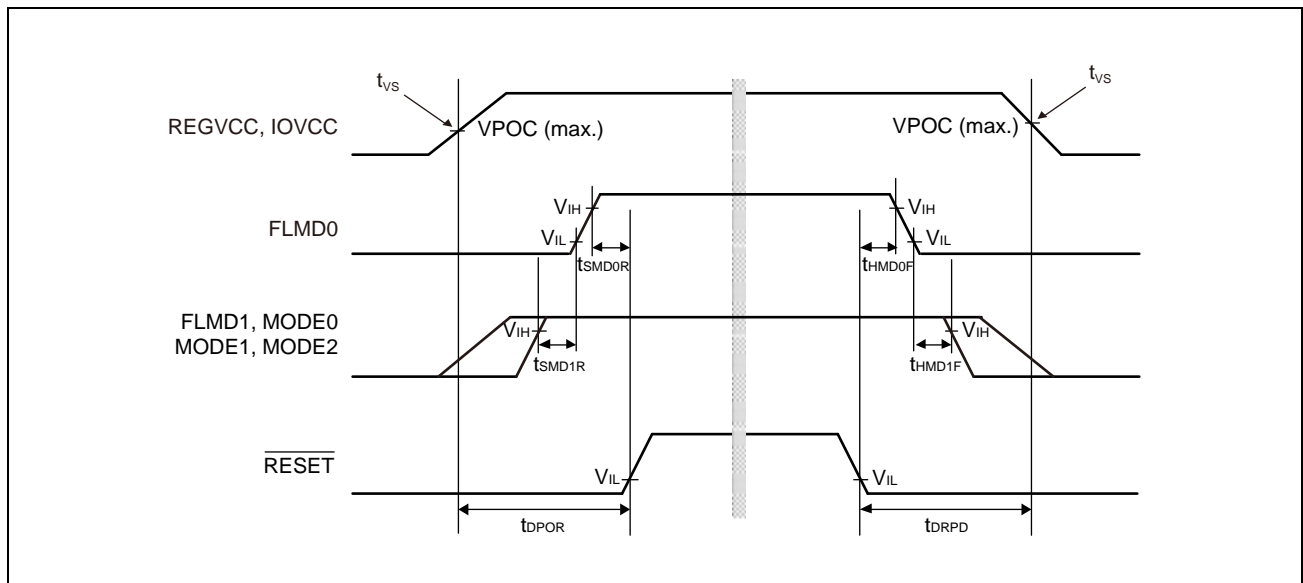 tVS
tVS
REGVCC, IOVCC
VPOC (max.)
VPOC (max.)
FLMD0
VIH
VIL
tSMD0R
VIH
VIL
tHMD0F
FLMD1, MODE0
MODE1, MODE2
VIH
tSMD1R
VIH
tHMD1F
RESET
VIL
VIL
tDPOR
tDRPD